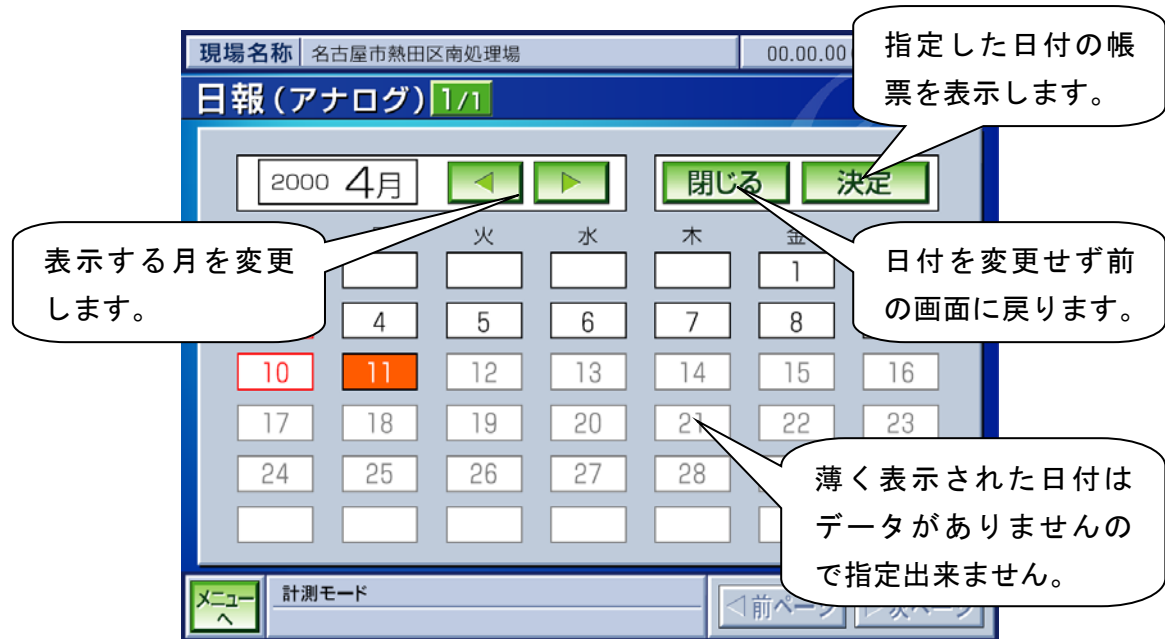 指定した日付の帳
票を表示します。
現場名称 名古屋市熱田区南処理場 00.00.00
日報(アナログ) 1/1
2000 4月 ◁ ▷ 閉じる 決定
火 水 木 金
表示する月を変更
します。
日付を変更せず前
の画面に戻ります。
1
4 5 6 7 8
10 11 12 13 14 15 16
17 18 19 20 21 22 23
24 25 26 27 28
薄く表示された日付は
データがありませんの
で指定出来ません。
メニューへ
計測モード
◁前ページ ▷次ページ